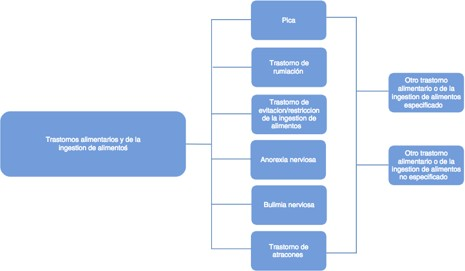 Trastornos alimentarios y de la
ingestion de alimentos
Pica
Trastorno de
rumiación
Trastorno de
evitacion/restriccion
de la ingestion de
alimentos
Anorexia nerviosa
Bulimia nerviosa
Trastorno de
atracones
Otro trastorno
alimentario o de la
ingestion de alimentos
especificado
Otro trastorno
alimentario o de la
ingestion de alimentos
no especificado